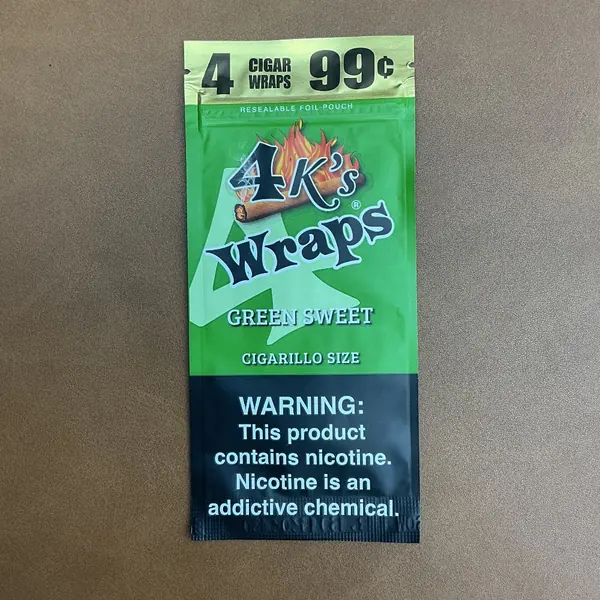 4 CIGAR WRAPS 99¢
RESEALABLE FOIL POUCH
4K's
Wraps®
GREEN SWEET
CIGARILLO SIZE
WARNING:
This product
contains nicotine.
Nicotine is an
addictive chemical.